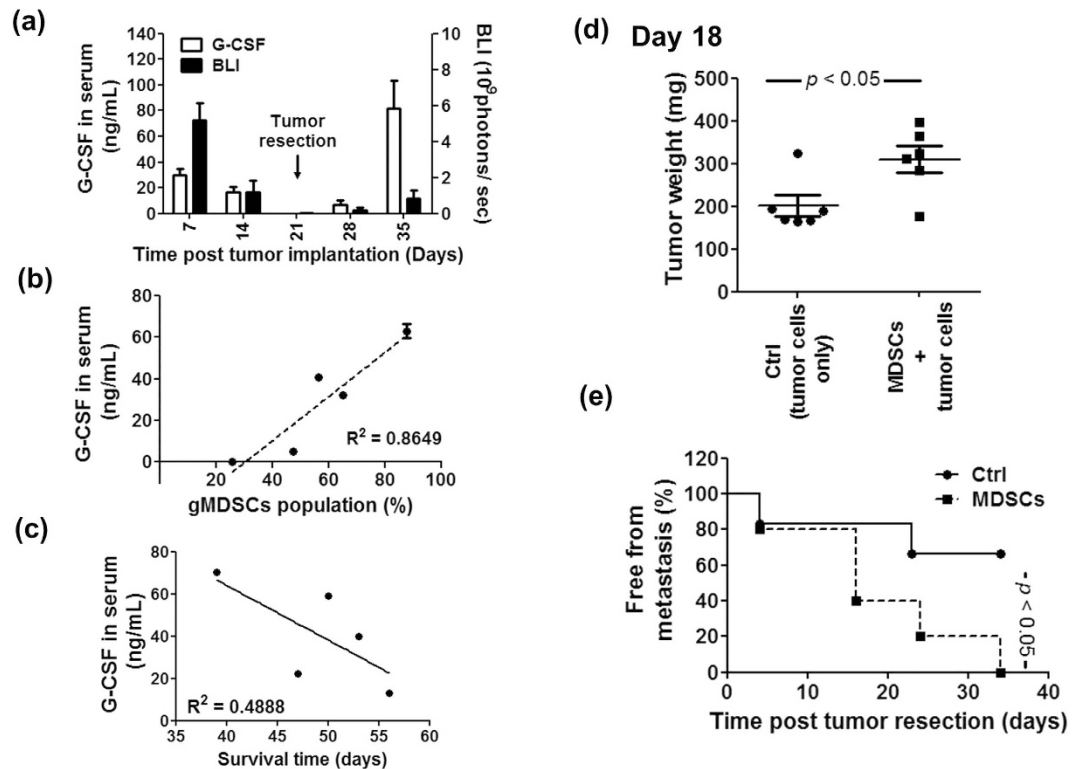 (a)
G-CSF in serum
(ng/mL)
140
120
100
80
60
40
20
0
G-CSF
BLI
Tumor
resection
10
8
6
4
2
0
BLI (10⁹photons/ sec)
7
14
21
28
35
Time post tumor implantation (Days)
(b)
G-CSF in serum
(ng/mL)
80
60
40
20
0
R² = 0.8649
20
40
60
80
100
gMDSCs population (%)
(c)
G-CSF in serum
(ng/mL)
80
60
40
20
0
R² = 0.4888
35
40
45
50
55
60
Survival time (days)
(d) Day 18
Tumor weight (mg)
500
400
300
200
100
0
p < 0.05
Ctrl
(tumor cells
only)
MDSCs
+
tumor cells
(e)
Free from
metastasis (%)
120
100
80
60
40
20
0
Ctrl
MDSCs
p < 0.05
0
10
20
30
40
Time post tumor resection (days)